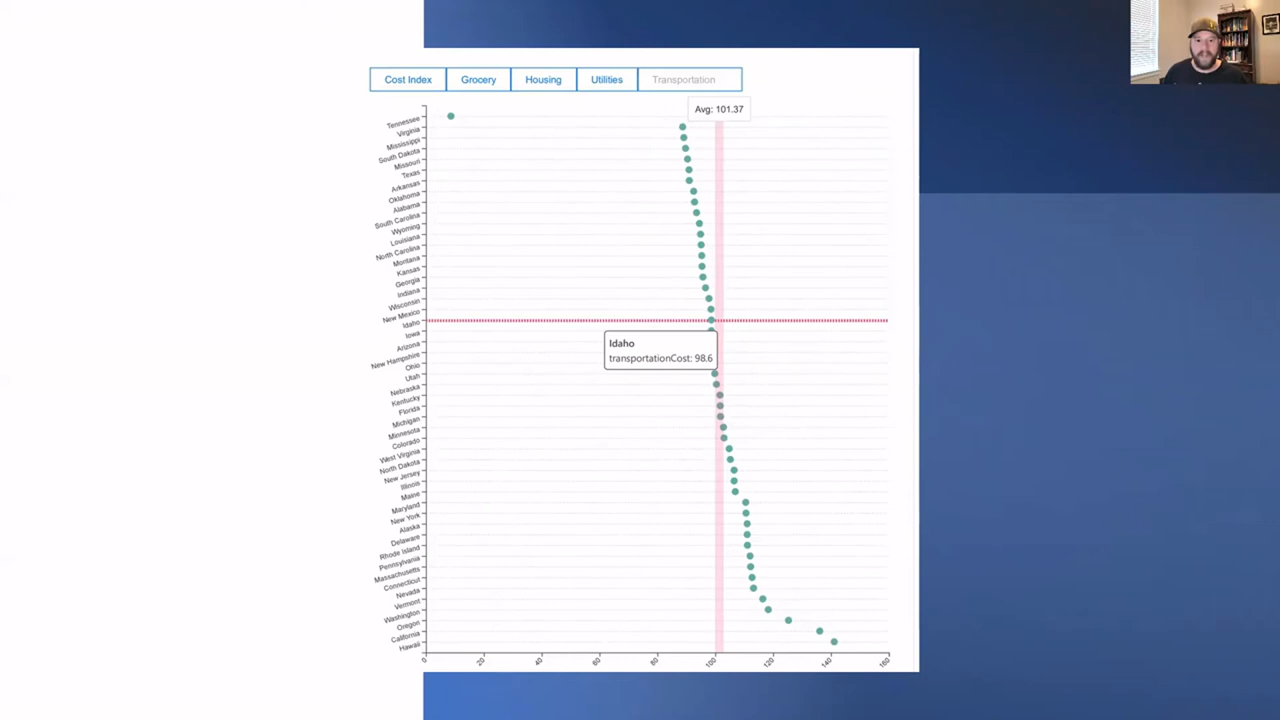 Cost Index
Grocery
Housing
Utilities
Transportation
Avg: 101.37
Tennessee
Virginia
Mississippi
South Dakota
Missouri
Texas
Arkansas
Oklahoma
Alabama
South Carolina
Wyoming
Louisiana
North Carolina
Montana
Kansas
Georgia
Indiana
Wisconsin
New Mexico
Idaho
Iowa
Arizona
New Hampshire
Ohio
Utah
Nebraska
Kentucky
Florida
Michigan
Minnesota
Colorado
West Virginia
North Dakota
New Jersey
Illinois
Maine
Maryland
New York
Alaska
Delaware
Rhode Island
Pennsylvania
Massachusetts
Connecticut
Nevada
Vermont
Washington
Oregon
California
Hawaii
Idaho
transportationCost: 98.6
0
20
40
60
80
100
120
140
160